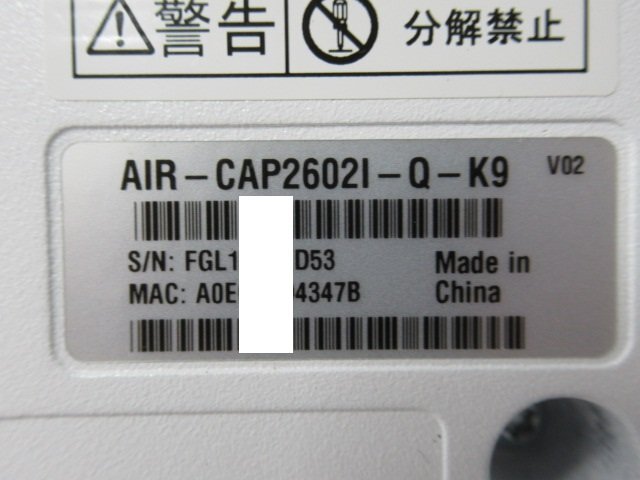 警告
分解禁止
AIR-CAP2602I-Q-K9 V02
S/N: FGL1 D53
Made in
MAC: A0E 4347B
China